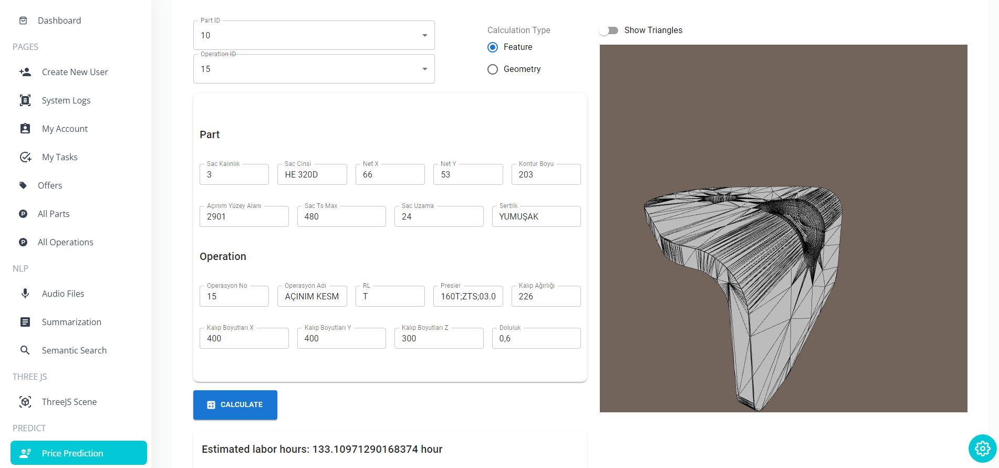 Dashboard
PAGES
Create New User
System Logs
My Account
My Tasks
Offers
All Parts
All Operations
NLP
Audio Files
Summarization
Semantic Search
THREE JS
ThreeJS Scene
PREDICT
Price Prediction
Part ID
10
Operation ID
15
Calculation Type
Feature
Geometry
Show Triangles
Part
Sac Kalınlık
3
Sac Cinsi
HE 320D
Net X
66
Net Y
53
Kontur Boyu
203
Açınım Yüzey Alanı
2901
Sac Ts Max
480
Sac Uzama
24
Sertlik
YUMUŞAK
Operation
Operasyon No
15
Operasyon Adı
AÇINIM KESM
RL
T
Presler
160T;ZTS;03.0
Kalıp Ağırlığı
226
Kalıp Boyutları X
400
Kalıp Boyutları Y
400
Kalıp Boyutları Z
300
Doluluk
0,6
CALCULATE
Estimated labor hours: 133.10971290168374 hour